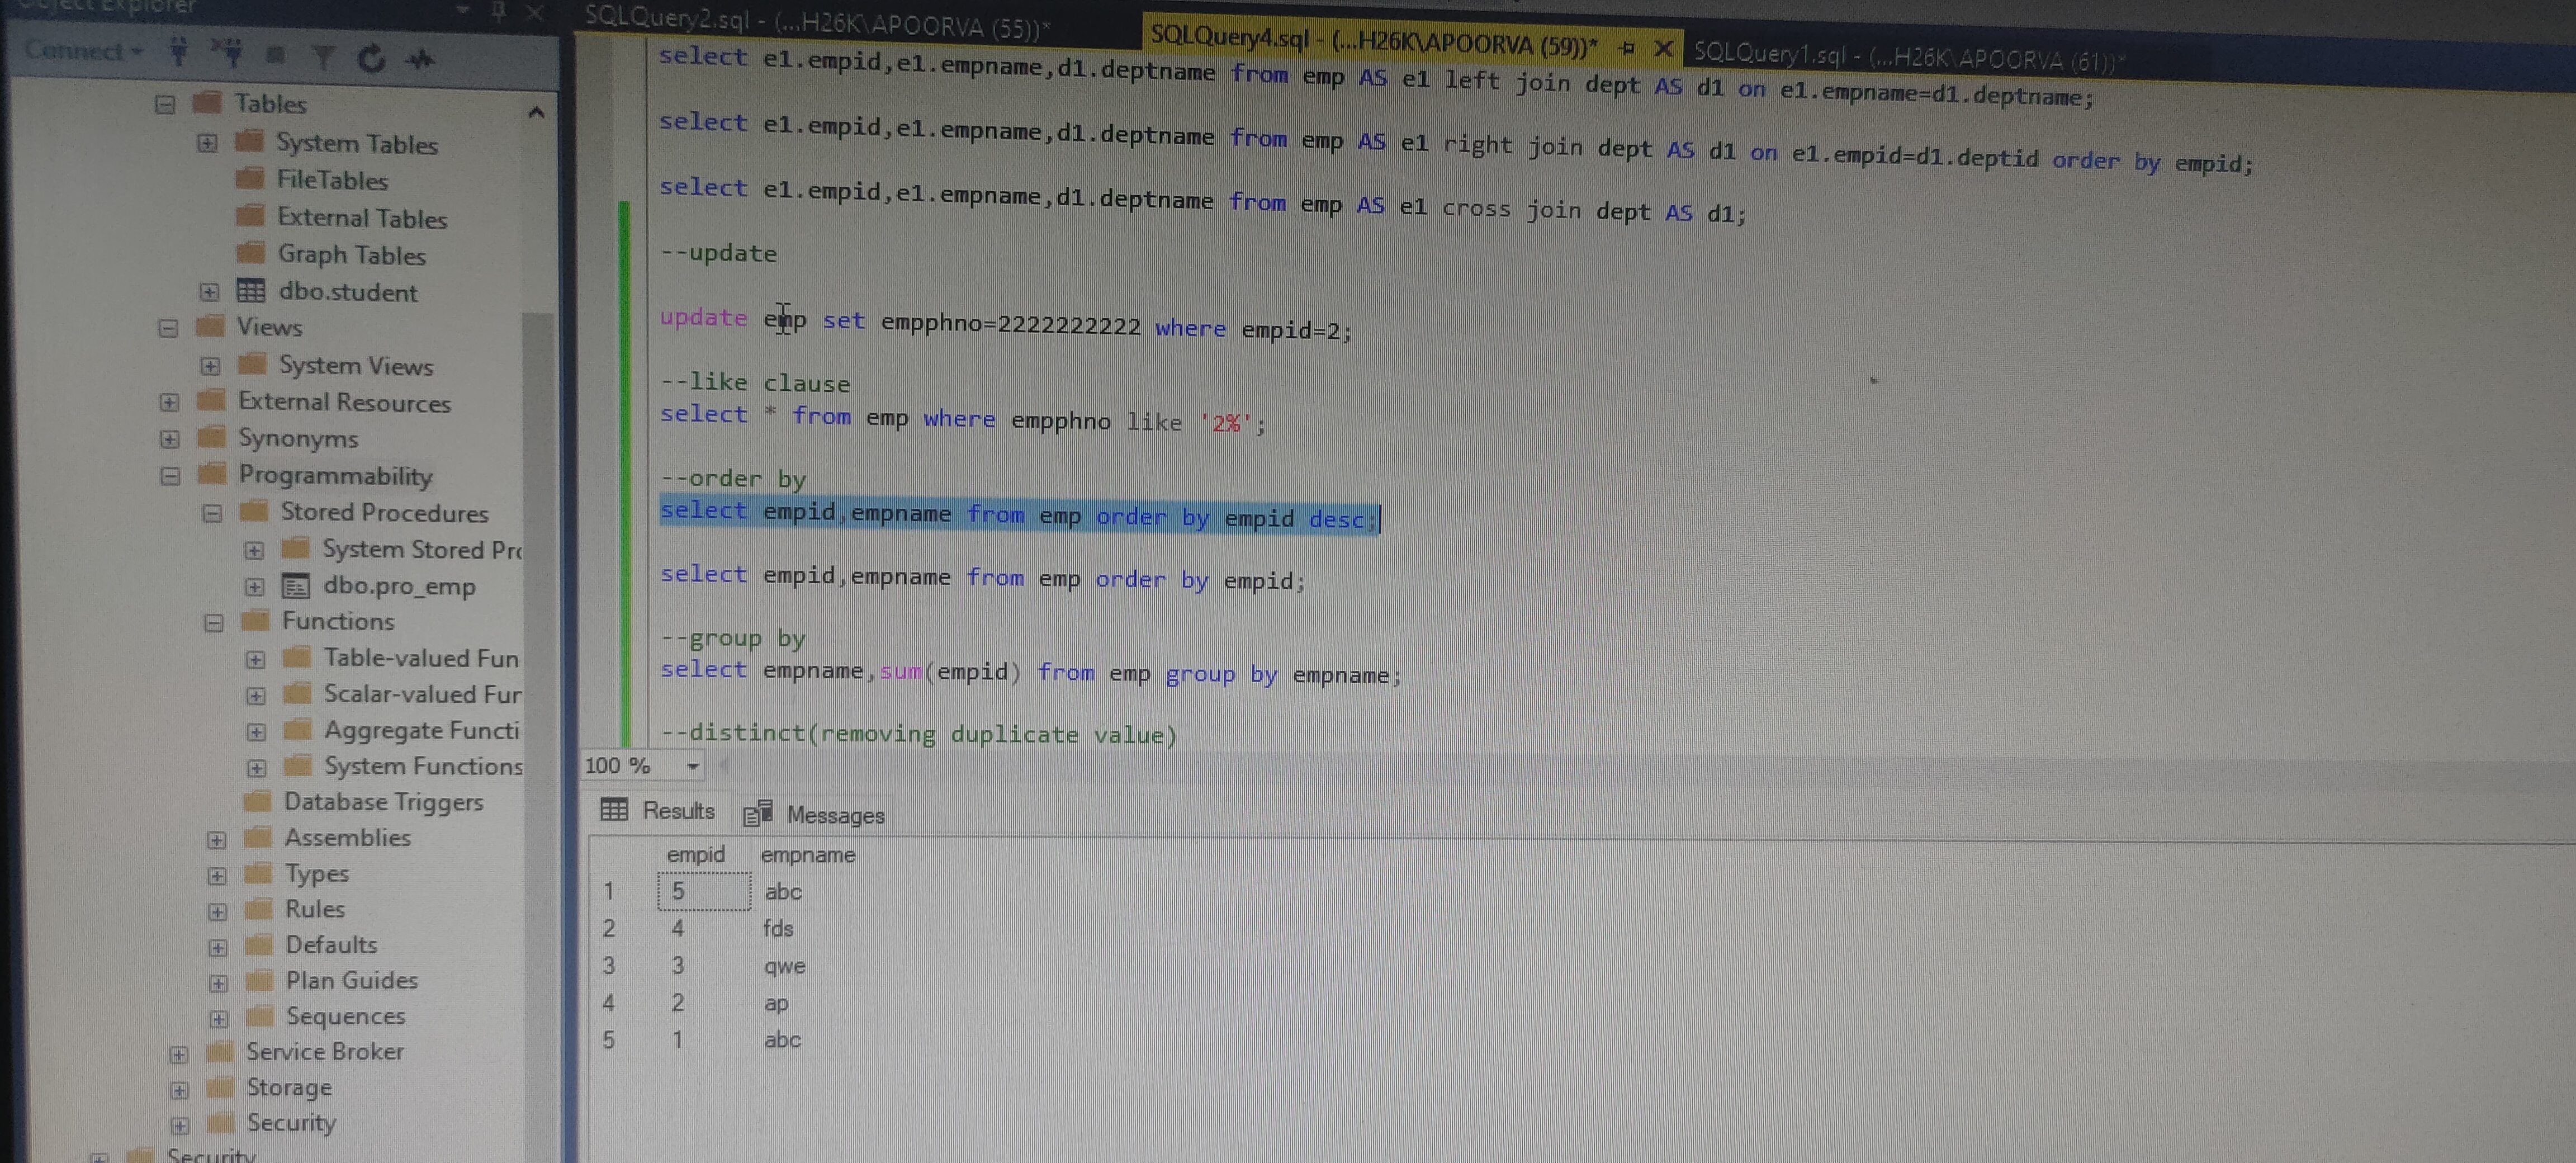 Object Explorer
Connect
Tables
System Tables
FileTables
External Tables
Graph Tables
dbo.student
Views
System Views
External Resources
Synonyms
Programmability
Stored Procedures
System Stored Pro
dbo.pro_emp
Functions
Table-valued Fun
Scalar-valued Fur
Aggregate Functi
System Functions
Database Triggers
Assemblies
Types
Rules
Defaults
Plan Guides
Sequences
Service Broker
Storage
Security
Security
SQLQuery2.sql - (...H26K\APOORVA (55))*
SQLQuery4.sql - (...H26K\APOORVA (59))*
SQLQuery1.sql - (...H26K\APOORVA (61))*
select e1.empid,e1.empname,d1.deptname from emp AS e1 left join dept AS d1 on e1.empname=d1.deptname;
select e1.empid,e1.empname,d1.deptname from emp AS e1 right join dept AS d1 on e1.empid=d1.deptid order by empid;
select e1.empid,e1.empname,d1.deptname from emp AS e1 cross join dept AS d1;
--update
update emp set empphno=2222222222 where empid=2;
--like clause
select * from emp where empphno like '2%';
--order by
select empid,empname from emp order by empid desc;
select empid,empname from emp order by empid;
--group by
select empname,sum(empid) from emp group by empname;
--distinct(removing duplicate value)
100 %
Results Messages
empid empname
1 5 abc
2 4 fds
3 3 qwe
4 2 ap
5 1 abc